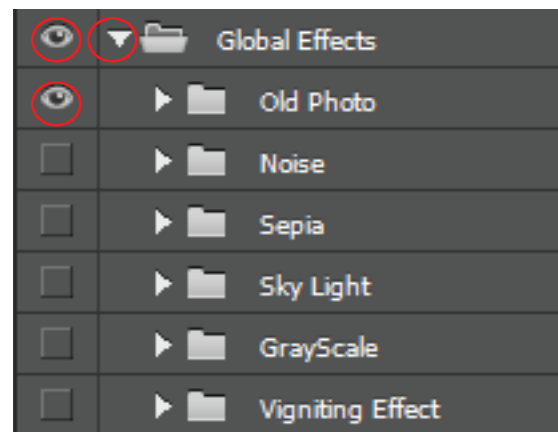 Global Effects
Old Photo
Noise
Sepia
Sky Light
GrayScale
Vigniting Effect